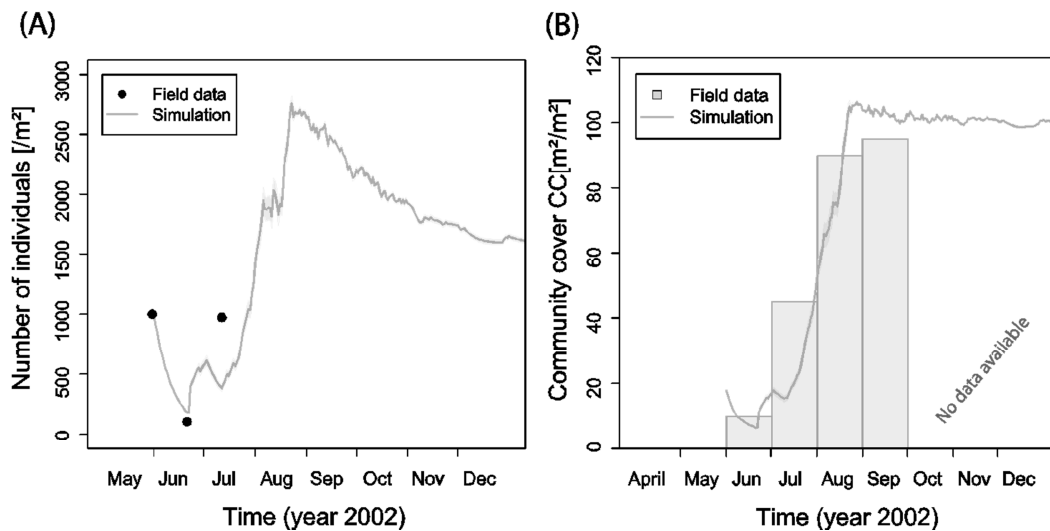 (A)
Number of individuals [/m²]
3000
2500
2000
1500
1000
500
0
Field data
Simulation
May Jun Jul Aug Sep Oct Nov Dec
Time (year 2002)
(B)
Community cover CC[m²/m²]
120
100
80
60
40
20
0
Field data
Simulation
No data available
April May Jun Jul Aug Sep Oct Nov Dec
Time (year 2002)